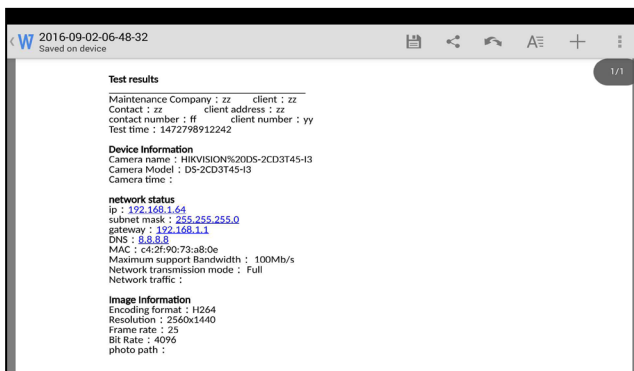 W 2016-09-02-06-48-32
Saved on device
1/1
Test results
Maintenance Company：zz client：zz
Contact：zz client address：zz
contact number：ff client number：yy
Test time：1472798912242
Device Information
Camera name：HIKVISION%20DS-2CD3T45-I3
Camera Model：DS-2CD3T45-I3
Camera time：
network status
ip：192.168.1.64
subnet mask：255.255.255.0
gateway：192.168.1.1
DNS：8.8.8.8
MAC：c4:2f:90:73:a8:0e
Maximum support Bandwidth： 100Mb/s
Network transmission mode： Full
Network traffic：
Image Information
Encoding format：H264
Resolution：2560x1440
Frame rate：25
Bit Rate：4096
photo path：